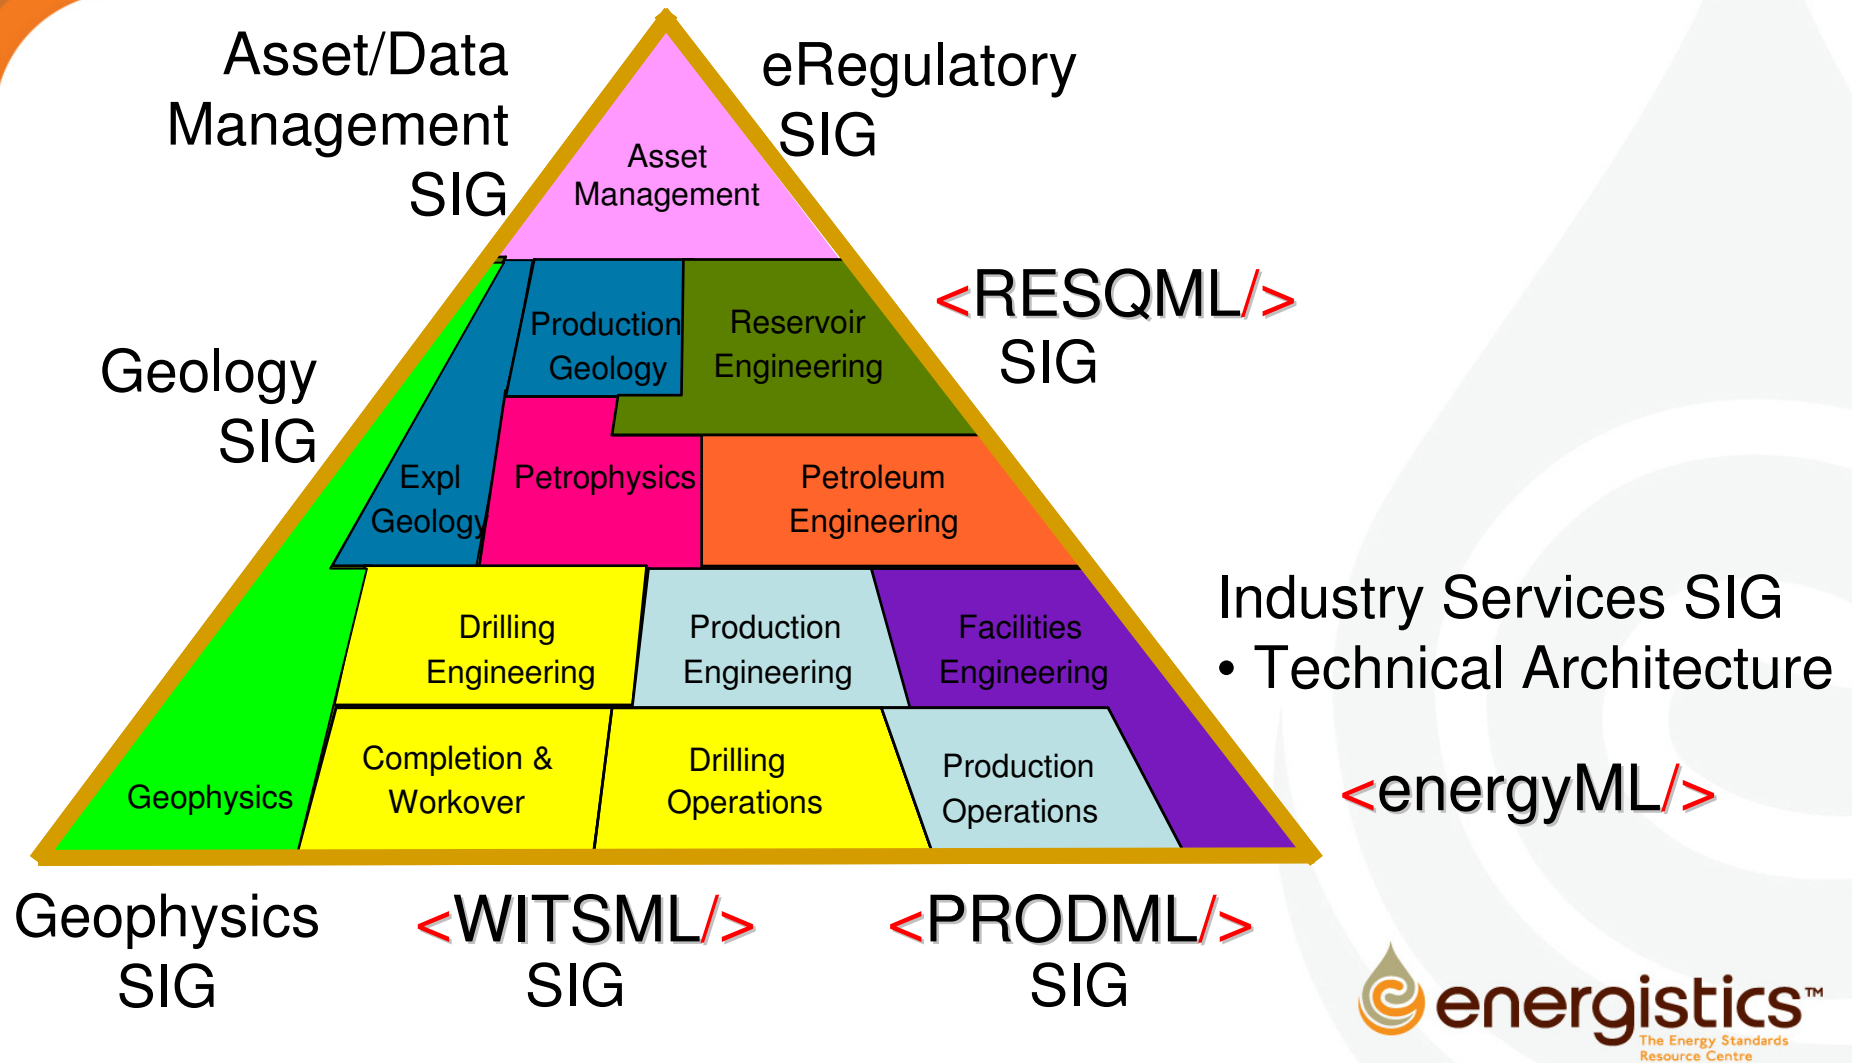 Asset/Data
Management
SIG
eRegulatory
SIG
Asset
Management
<RESQML/>
SIG
Production
Geology
Reservoir
Engineering
Geology
SIG
Expl
Geology
Petrophysics
Petroleum
Engineering
Drilling
Engineering
Production
Engineering
Facilities
Engineering
Industry Services SIG
• Technical Architecture
Geophysics
Completion &
Workover
Drilling
Operations
Production
Operations
<energyML/>
Geophysics
SIG
<WITSML/>
SIG
<PRODML/>
SIG
energistics™
The Energy Standards
Resource Centre